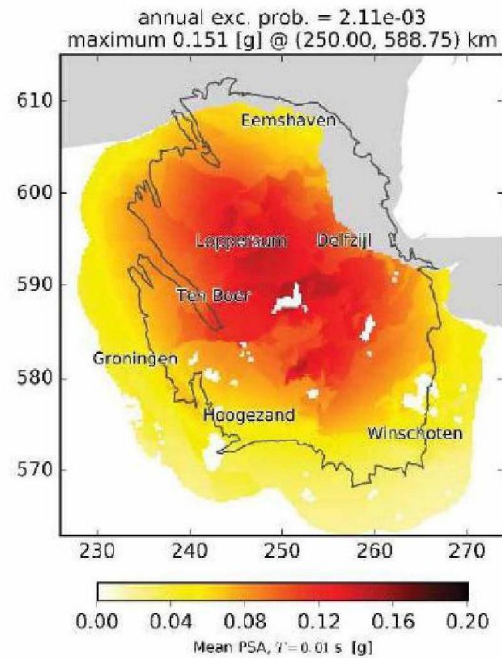 annual exc. prob. = 2.11e-03
maximum 0.151 [g] @ (250.00, 588.75) km
610
600
590
580
570
Eemshaven
Loppersum
Delfzijl
Ten Boer
Groningen
Hoogezand
Winschoten
230
240
250
260
270
0.00
0.04
0.08
0.12
0.16
0.20
Mean PSA, T=0.01 s [g]